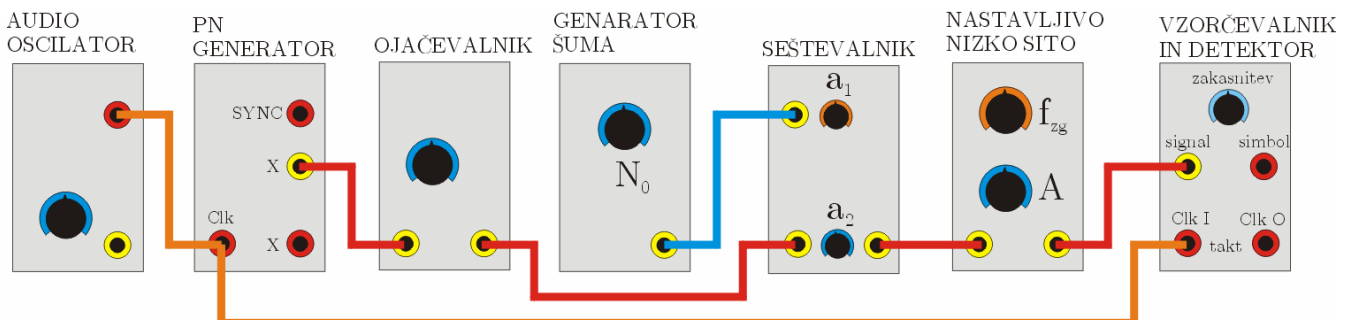 AUDIO
OSCILATOR
PN
GENERATOR
SYNC
X
Clk
X
OJAČEVALNIK
GENARATOR
ŠUMA
N0
SEŠTEVALNIK
a1
a2
NASTAVLJIVO
NIZKO SITO
fzg
A
VZORČEVALNIK
IN DETEKTOR
zakasnitev
signal simbol
Clk I Clk O
takt